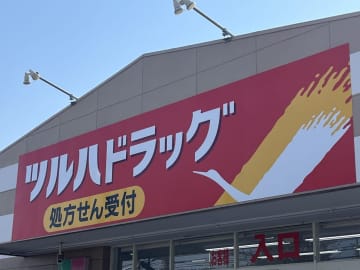 ツルハドラッグ
処方せん受付
入口